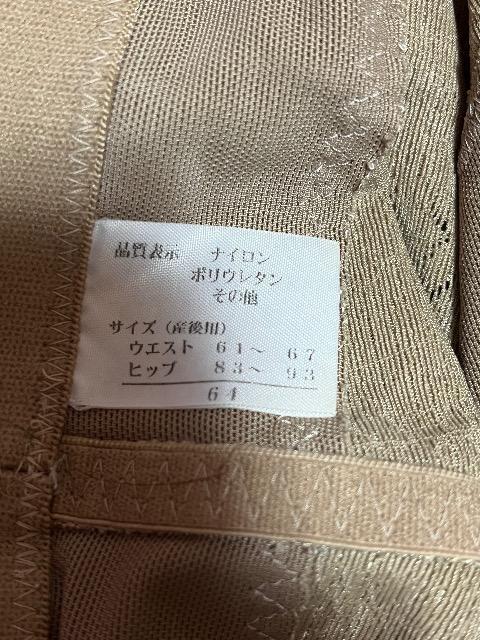 品質表示 ナイロン
ポリウレタン
その他
サイズ(産後用)
ウエスト 61～ 67
ヒップ 83～ 93
64